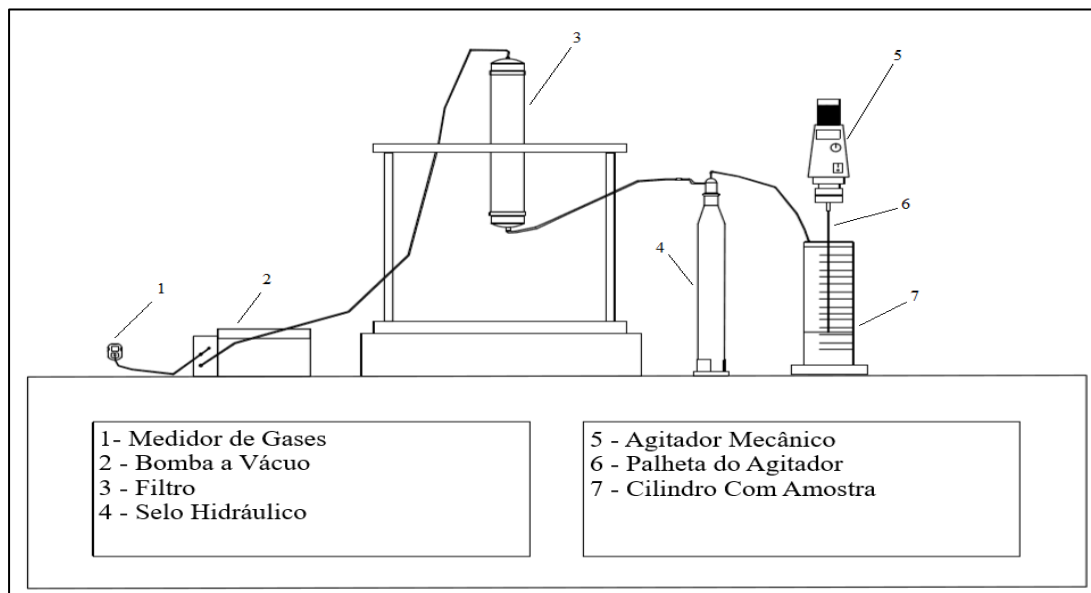 3
5
6
2
4
1
7
1- Medidor de Gases
2 - Bomba a Vácuo
3 - Filtro
4 - Selo Hidráulico
5 - Agitador Mecânico
6 - Palheta do Agitador
7 - Cilindro Com Amostra